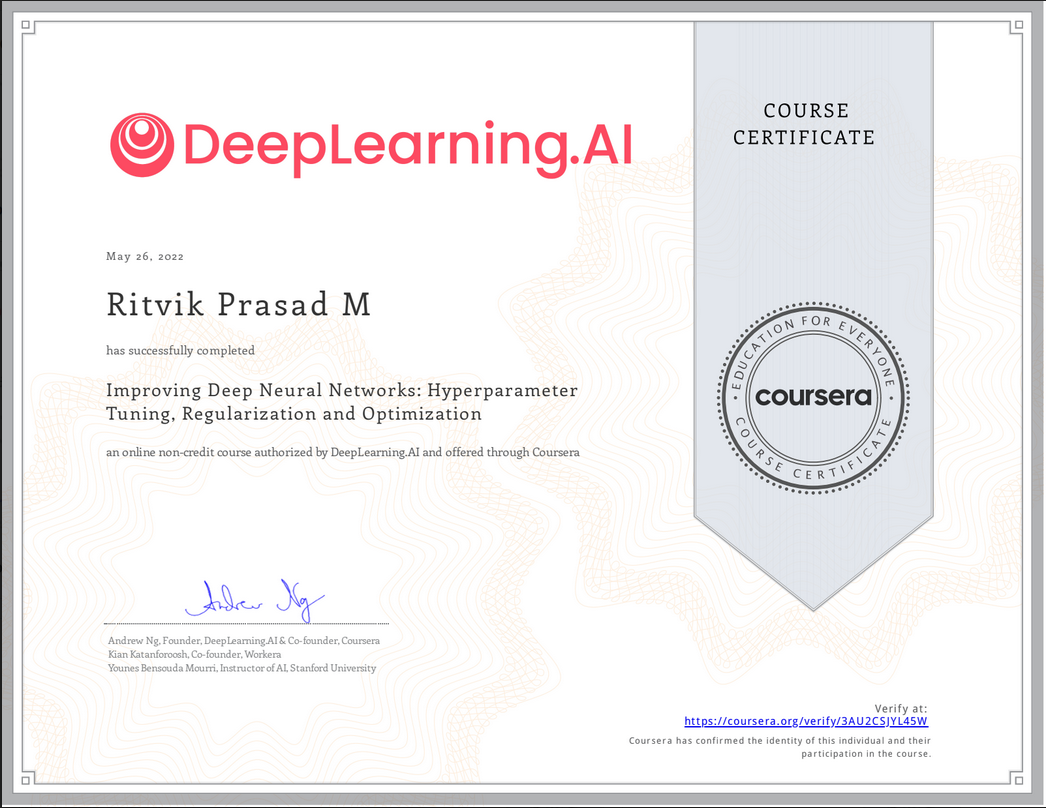 DeepLearning.AI
COURSE
CERTIFICATE
May 26, 2022
Ritvik Prasad M
has successfully completed
Improving Deep Neural Networks: Hyperparameter
Tuning, Regularization and Optimization
an online non-credit course authorized by DeepLearning.AI and offered through Coursera
EDUCATION FOR EVERYONE
coursera
COURSE CERTIFICATE
Andrew Ng
Andrew Ng, Founder, DeepLearning.AI & Co-founder, Coursera
Kian Katanforoosh, Co-founder, Workera
Younes Bensouda Mourri, Instructor of AI, Stanford University
Verify at:
https://coursera.org/verify/3AU2CSJYL45W
Coursera has confirmed the identity of this individual and their
participation in the course.